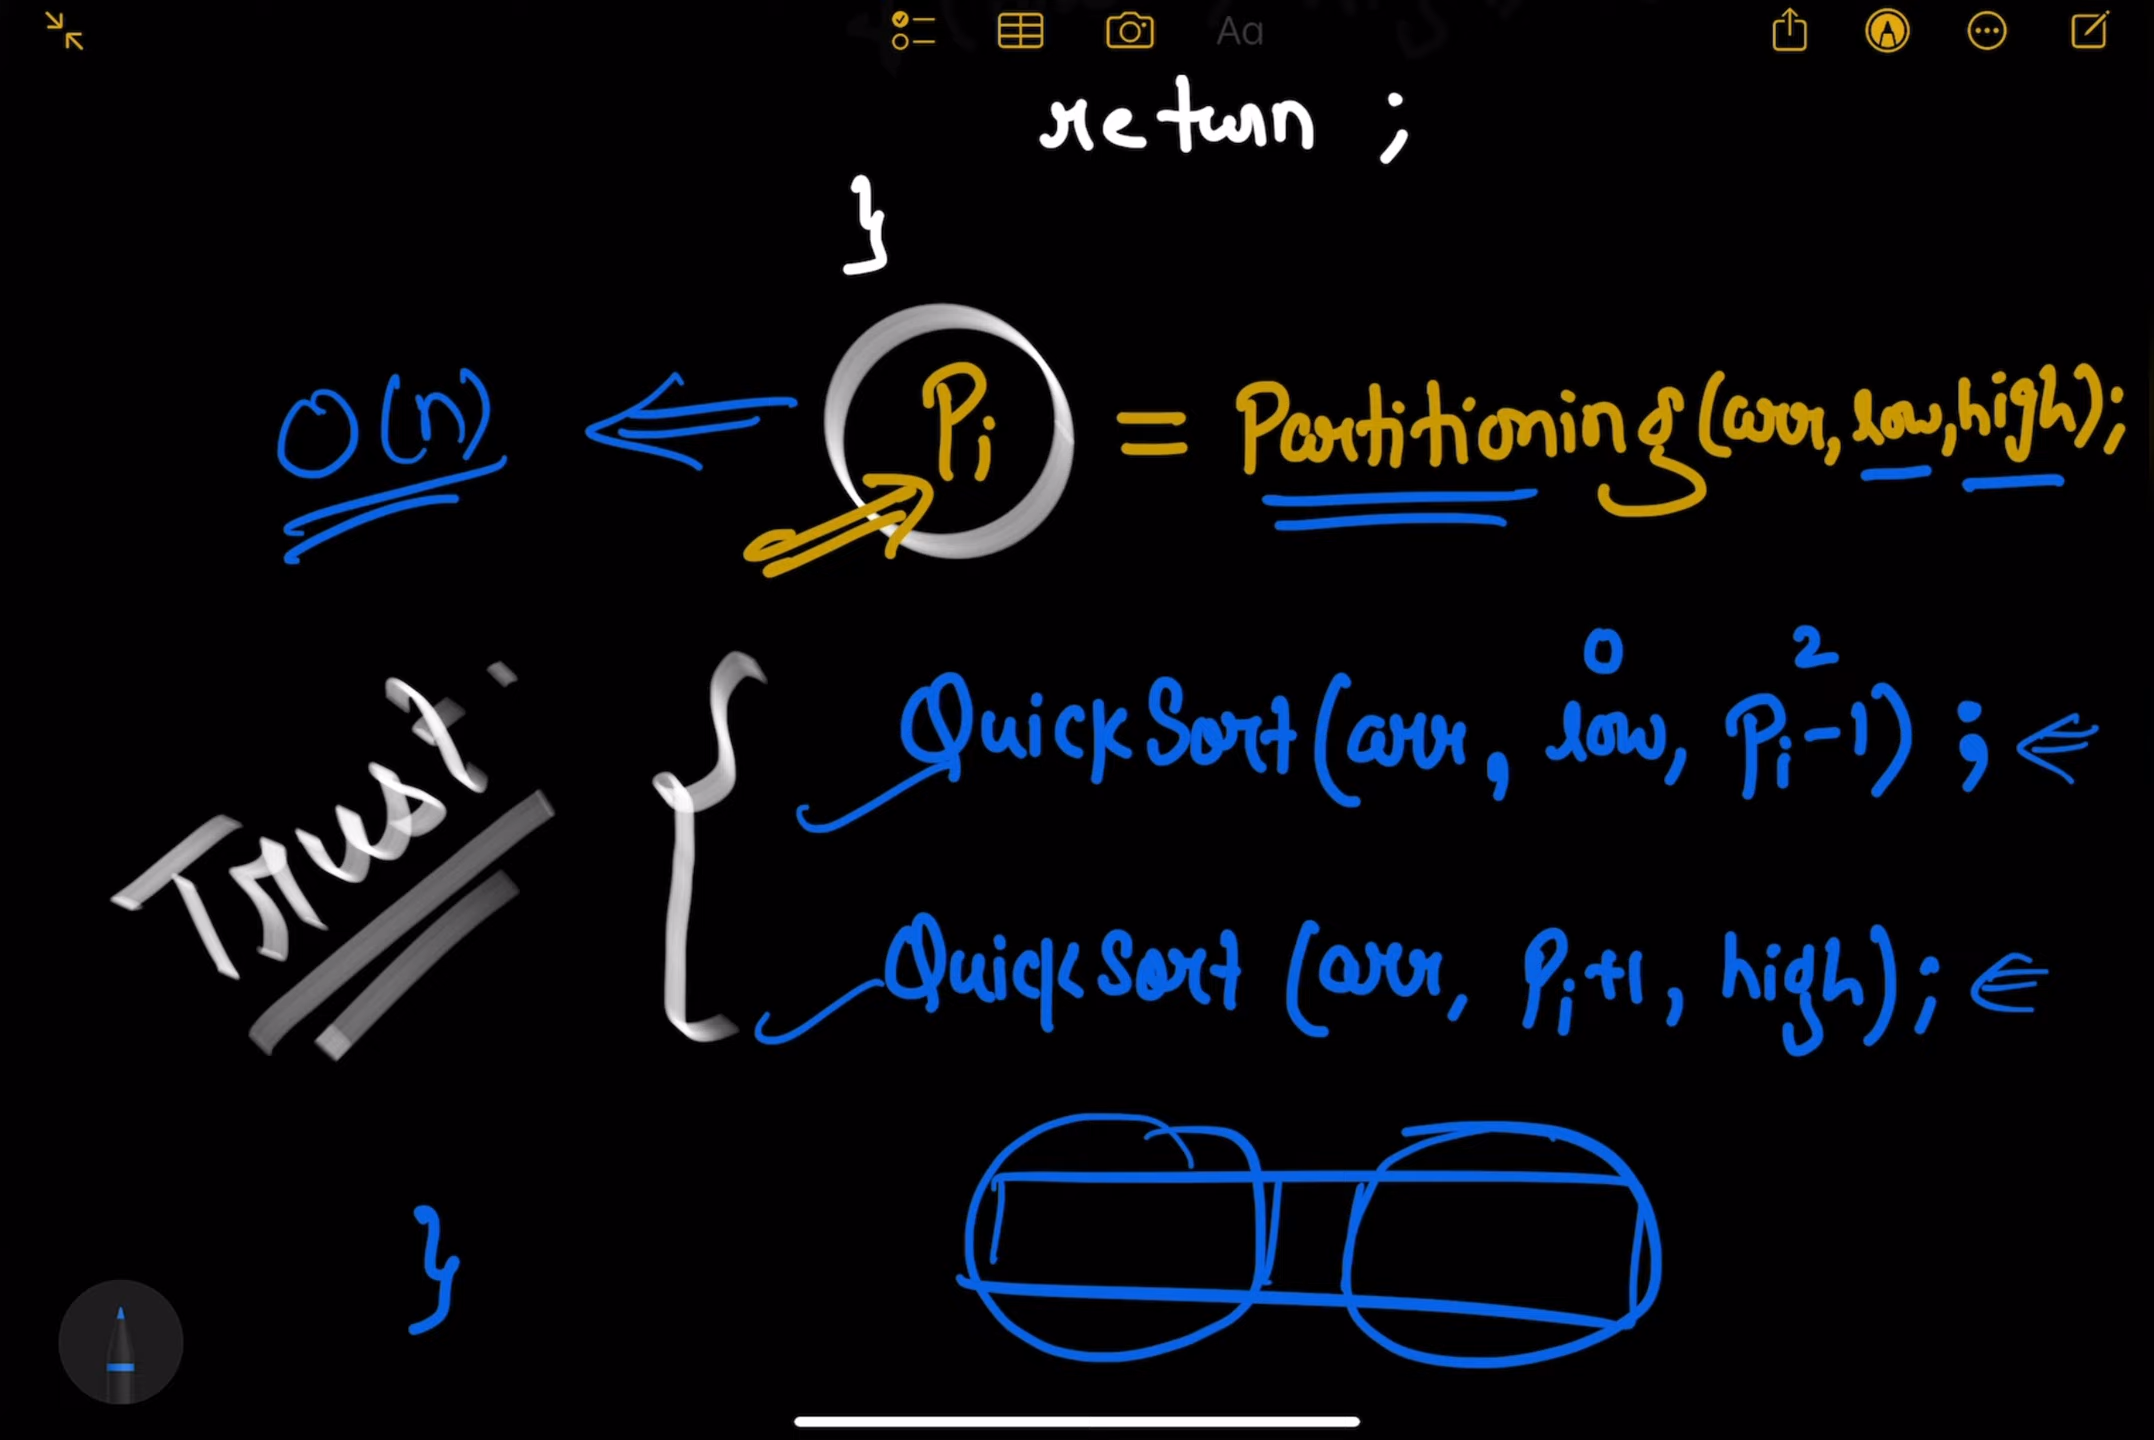 Aa
return ;
}
O(n) Pi = Partitioning(arr, low, high);
0 2
QuickSort(arr, low, Pi-1) ;
Trust.
{
QuickSort (arr, Pi+1, high);
}